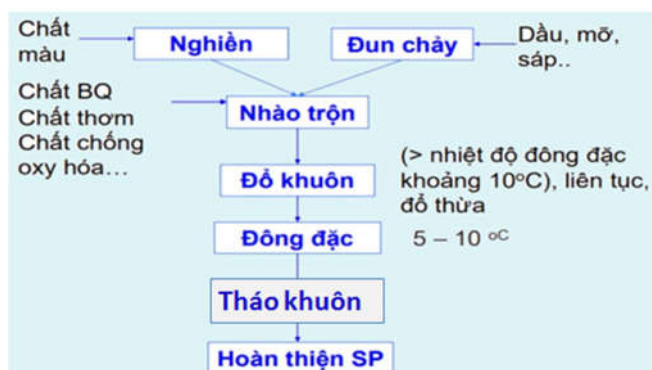 Chất
màu
Nghiền
Đun chảy
Dầu, mỡ,
sáp..
Chất BQ
Chất thơm
Chất chống
oxy hóa…
Nhào trộn
Đổ khuôn
(> nhiệt độ đông đặc
khoảng 10ºC), liên tục,
đổ thừa
Đông đặc
5 – 10 ºC
Tháo khuôn
Hoàn thiện SP